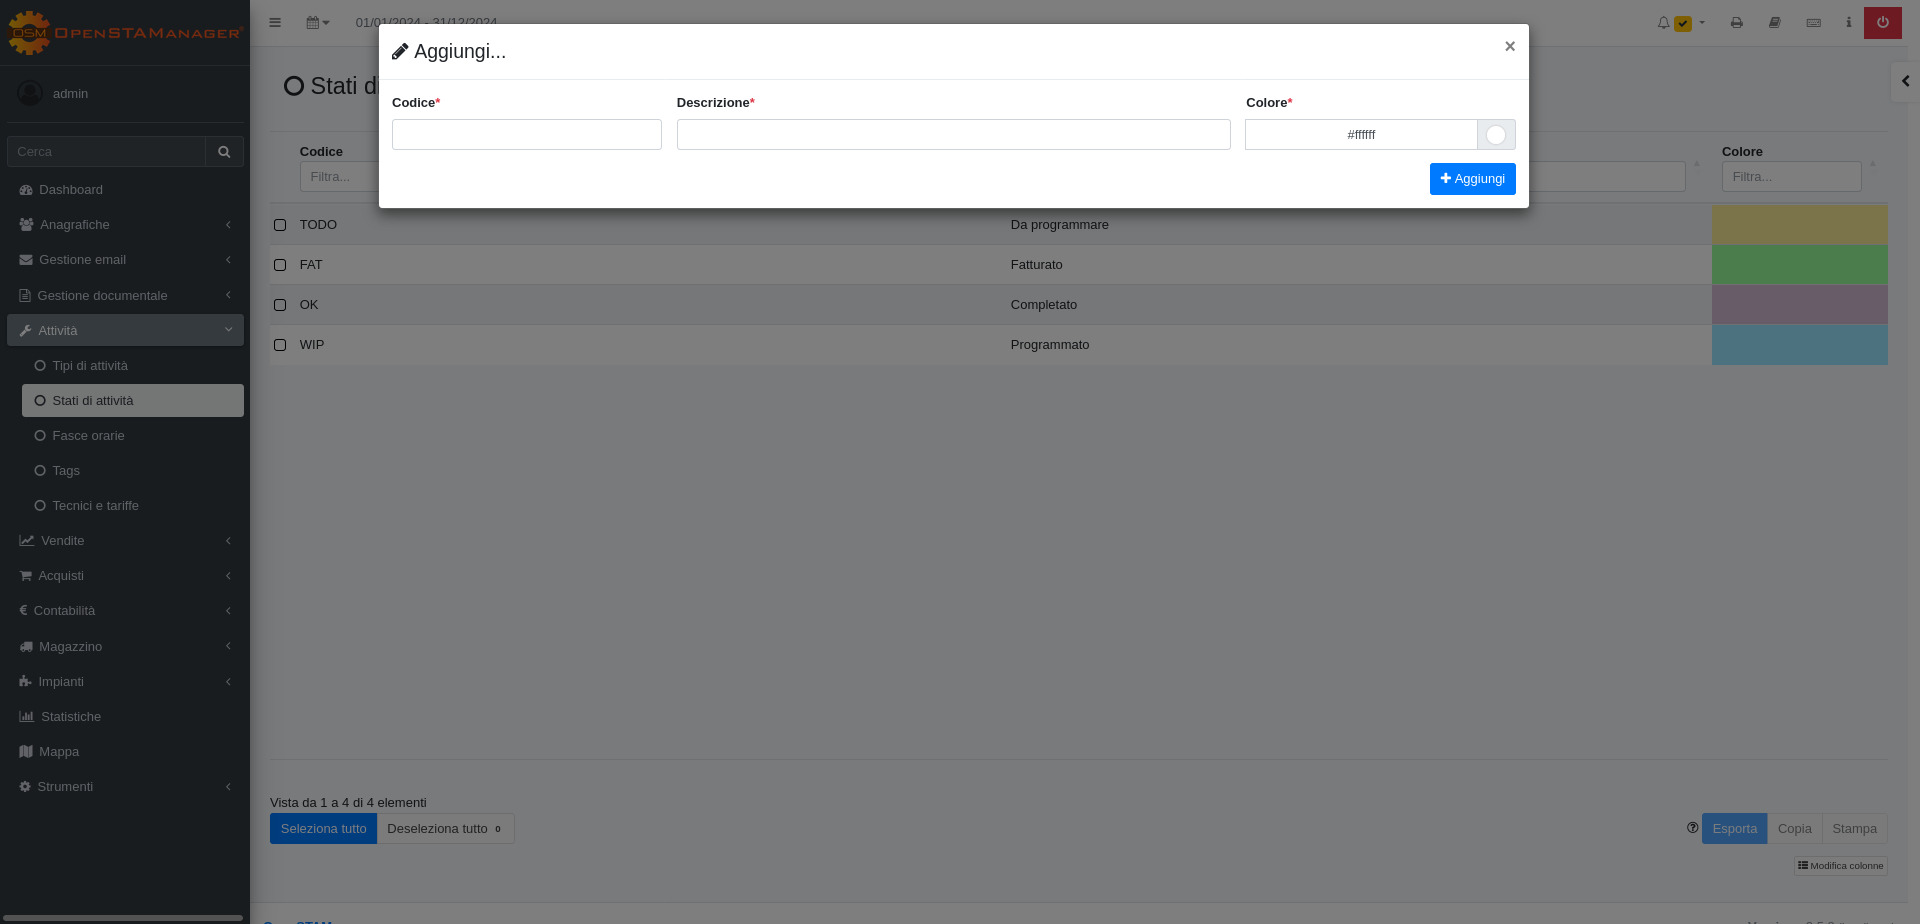 OSM OpenSTAManager
01/01/2024 - 31/12/2024
Aggiungi...
×
admin
Stati di
Codice*
Descrizione*
Colore*
#ffffff
Aggiungi
Cerca
Codice
Colore
Filtra...
Filtra...
Dashboard
Anagrafiche
Gestione email
Gestione documentale
Attività
Tipi di attività
Stati di attività
Fasce orarie
Tags
Tecnici e tariffe
Vendite
Acquisti
Contabilità
Magazzino
Impianti
Statistiche
Mappa
Strumenti
TODO
Da programmare
FAT
Fatturato
OK
Completato
WIP
Programmato
Vista da 1 a 4 di 4 elementi
Seleziona tutto
Deseleziona tutto 0
Esporta
Copia
Stampa
Modifica colonne